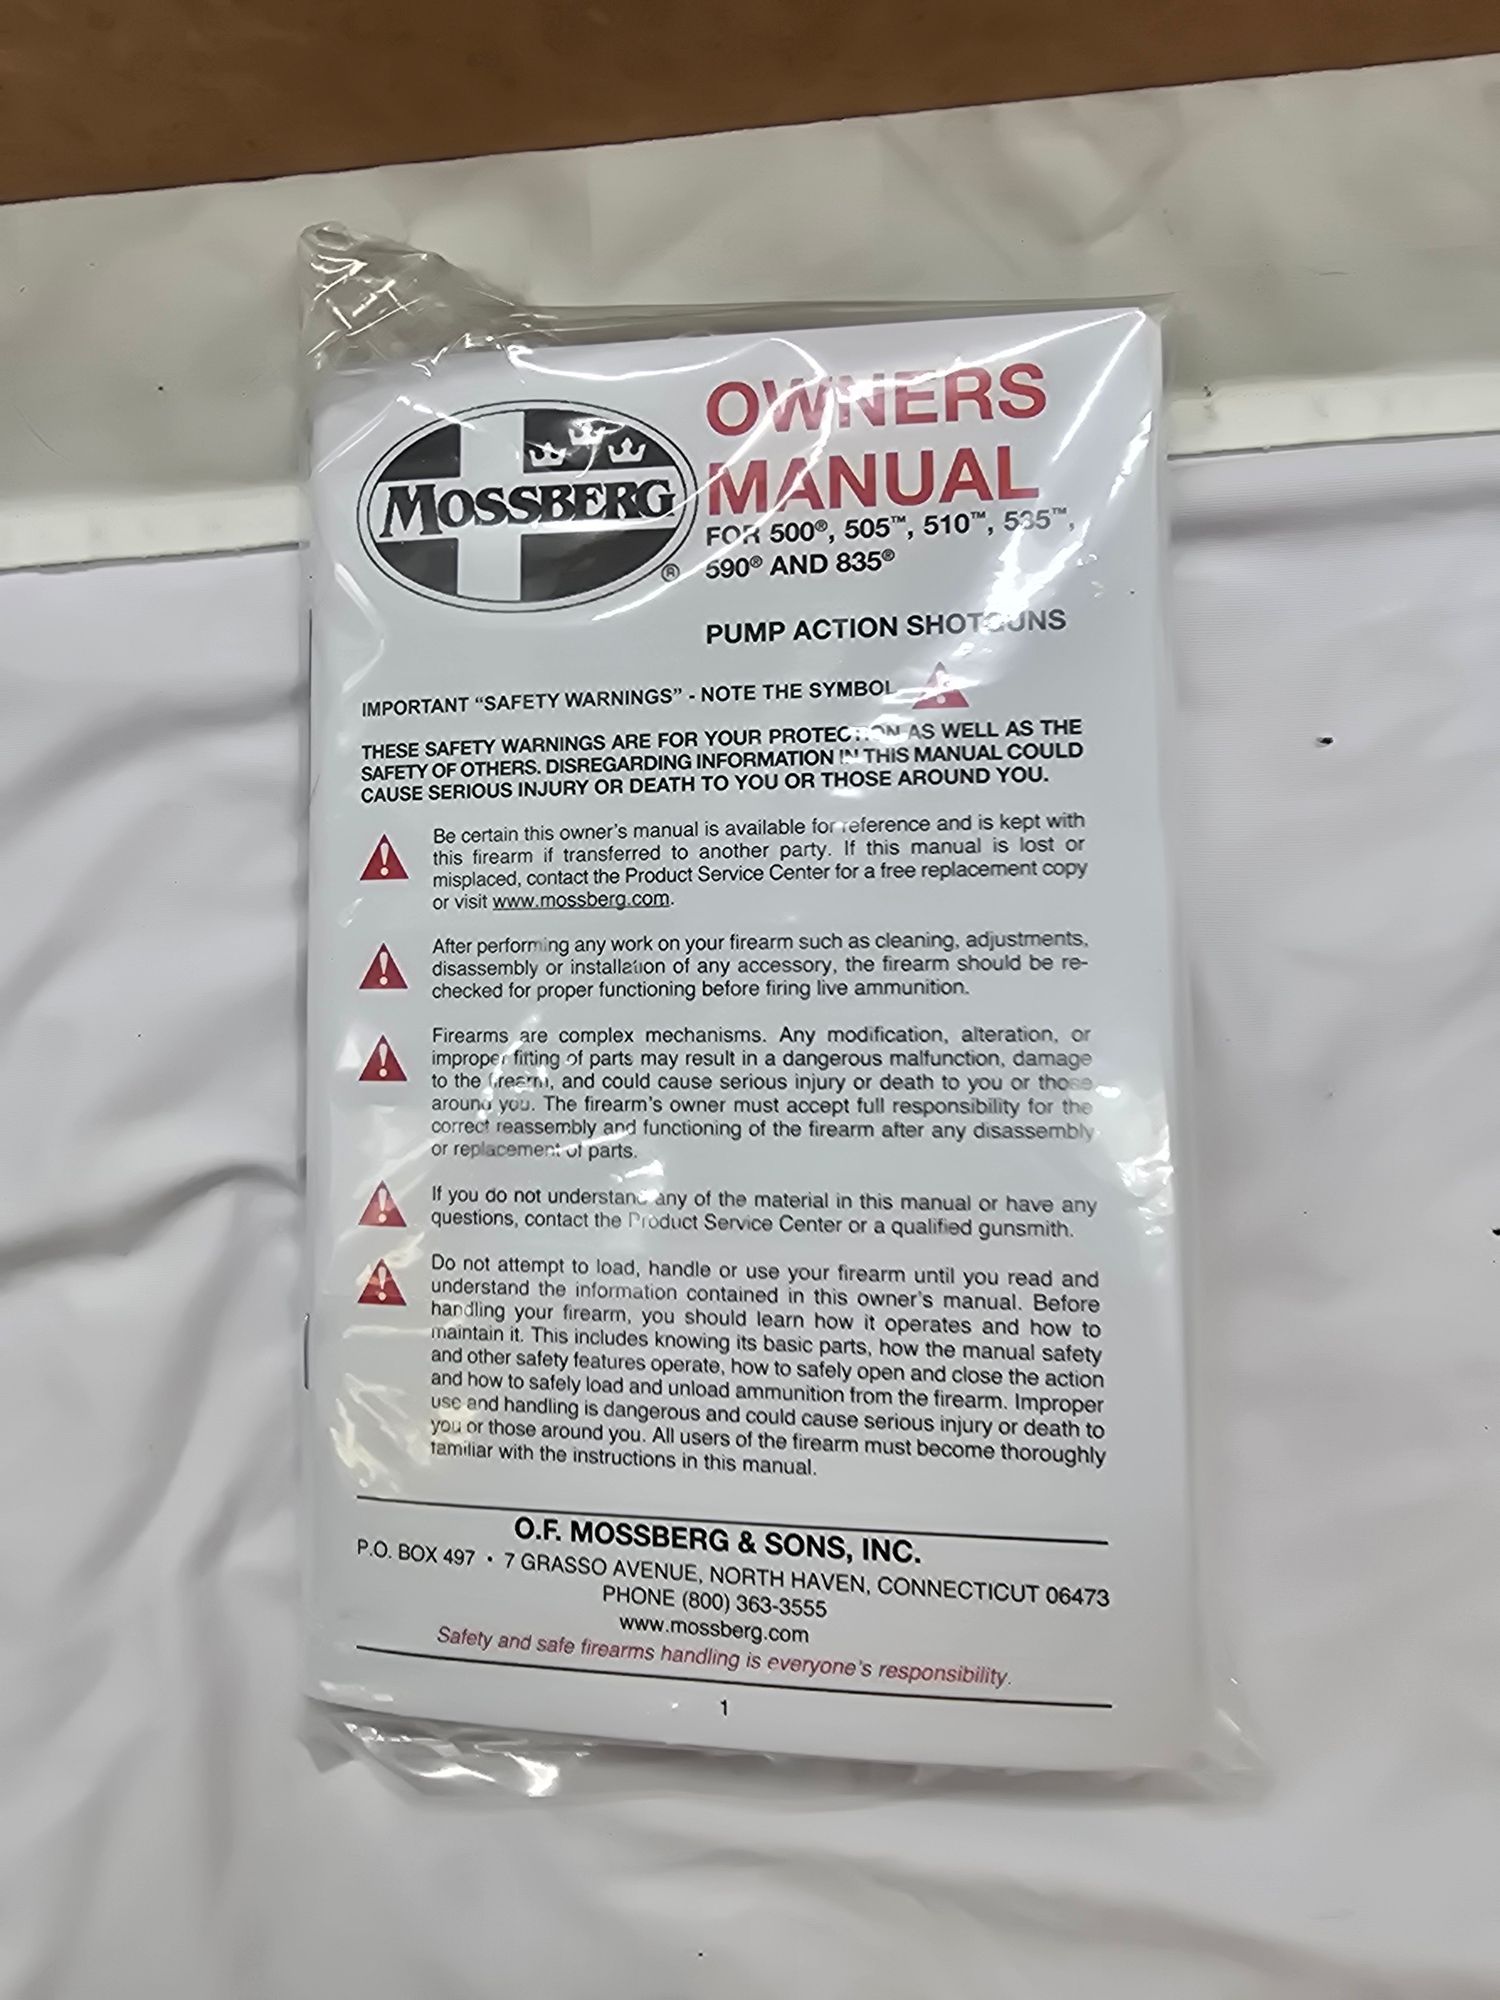 MOSSBERG
®
OWNERS
MANUAL
FOR 500®, 505™, 510™, 535™,
590® AND 835®
PUMP ACTION SHOTGUNS
IMPORTANT “SAFETY WARNINGS” - NOTE THE SYMBOL
THESE SAFETY WARNINGS ARE FOR YOUR PROTECTION AS WELL AS THE
SAFETY OF OTHERS. DISREGARDING INFORMATION IN THIS MANUAL COULD
CAUSE SERIOUS INJURY OR DEATH TO YOU OR THOSE AROUND YOU.
Be certain this owner's manual is available for reference and is kept with
this firearm if transferred to another party. If this manual is lost or
misplaced, contact the Product Service Center for a free replacement copy
or visit www.mossberg.com.
After performing any work on your firearm such as cleaning, adjustments,
disassembly or installation of any accessory, the firearm should be re-
checked for proper functioning before firing live ammunition.
Firearms are complex mechanisms. Any modification, alteration, or
improper fitting of parts may result in a dangerous malfunction, damage
to the firearm, and could cause serious injury or death to you or those
around you. The firearm's owner must accept full responsibility for the
correct reassembly and functioning of the firearm after any disassembly
or replacement of parts.
If you do not understand any of the material in this manual or have any
questions, contact the Product Service Center or a qualified gunsmith.
Do not attempt to load, handle or use your firearm until you read and
understand the information contained in this owner's manual. Before
handling your firearm, you should learn how it operates and how to
maintain it. This includes knowing its basic parts, how the manual safety
and other safety features operate, how to safely open and close the action
and how to safely load and unload ammunition from the firearm. Improper
use and handling is dangerous and could cause serious injury or death to
you or those around you. All users of the firearm must become thoroughly
familiar with the instructions in this manual.
O.F. MOSSBERG & SONS, INC.
P.O. BOX 497 • 7 GRASSO AVENUE, NORTH HAVEN, CONNECTICUT 06473
PHONE (800) 363-3555
www.mossberg.com
Safety and safe firearms handling is everyone's responsibility.
1